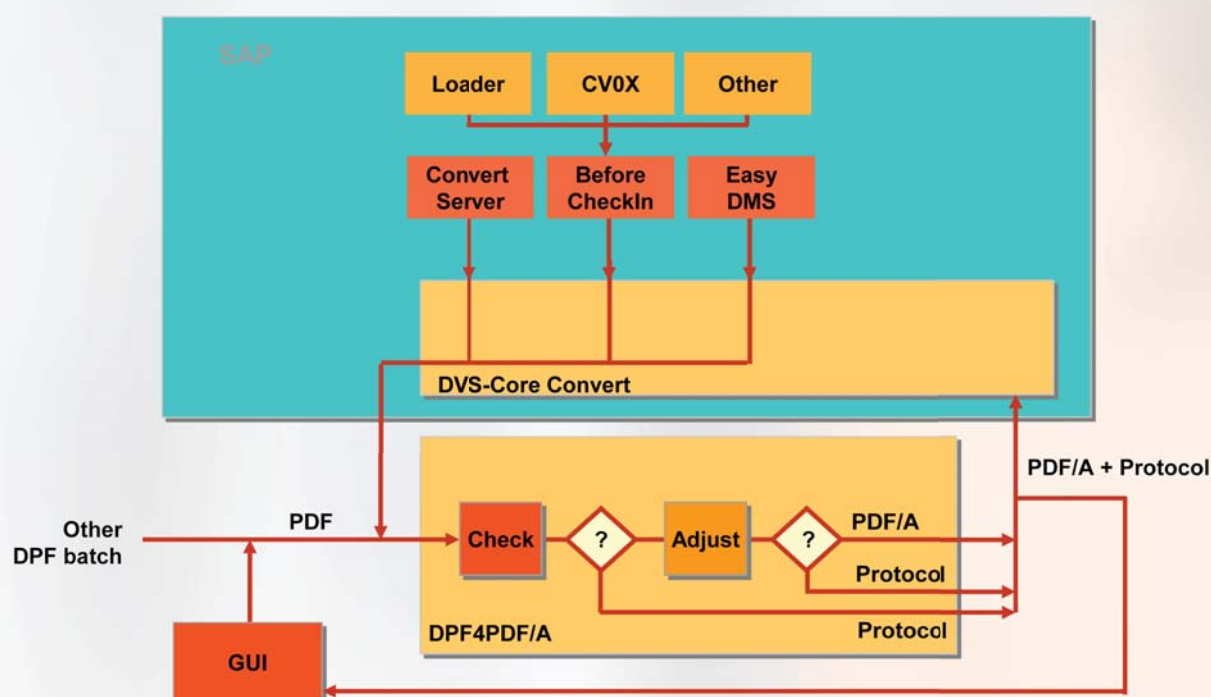 SAP
Loader
CV0X
Other
Convert
Server
Before
CheckIn
Easy
DMS
DVS-Core Convert
PDF/A + Protocol
Other
DPF batch
PDF
Check
?
Adjust
?
PDF/A
Protocol
Protocol
DPF4PDF/A
GUI